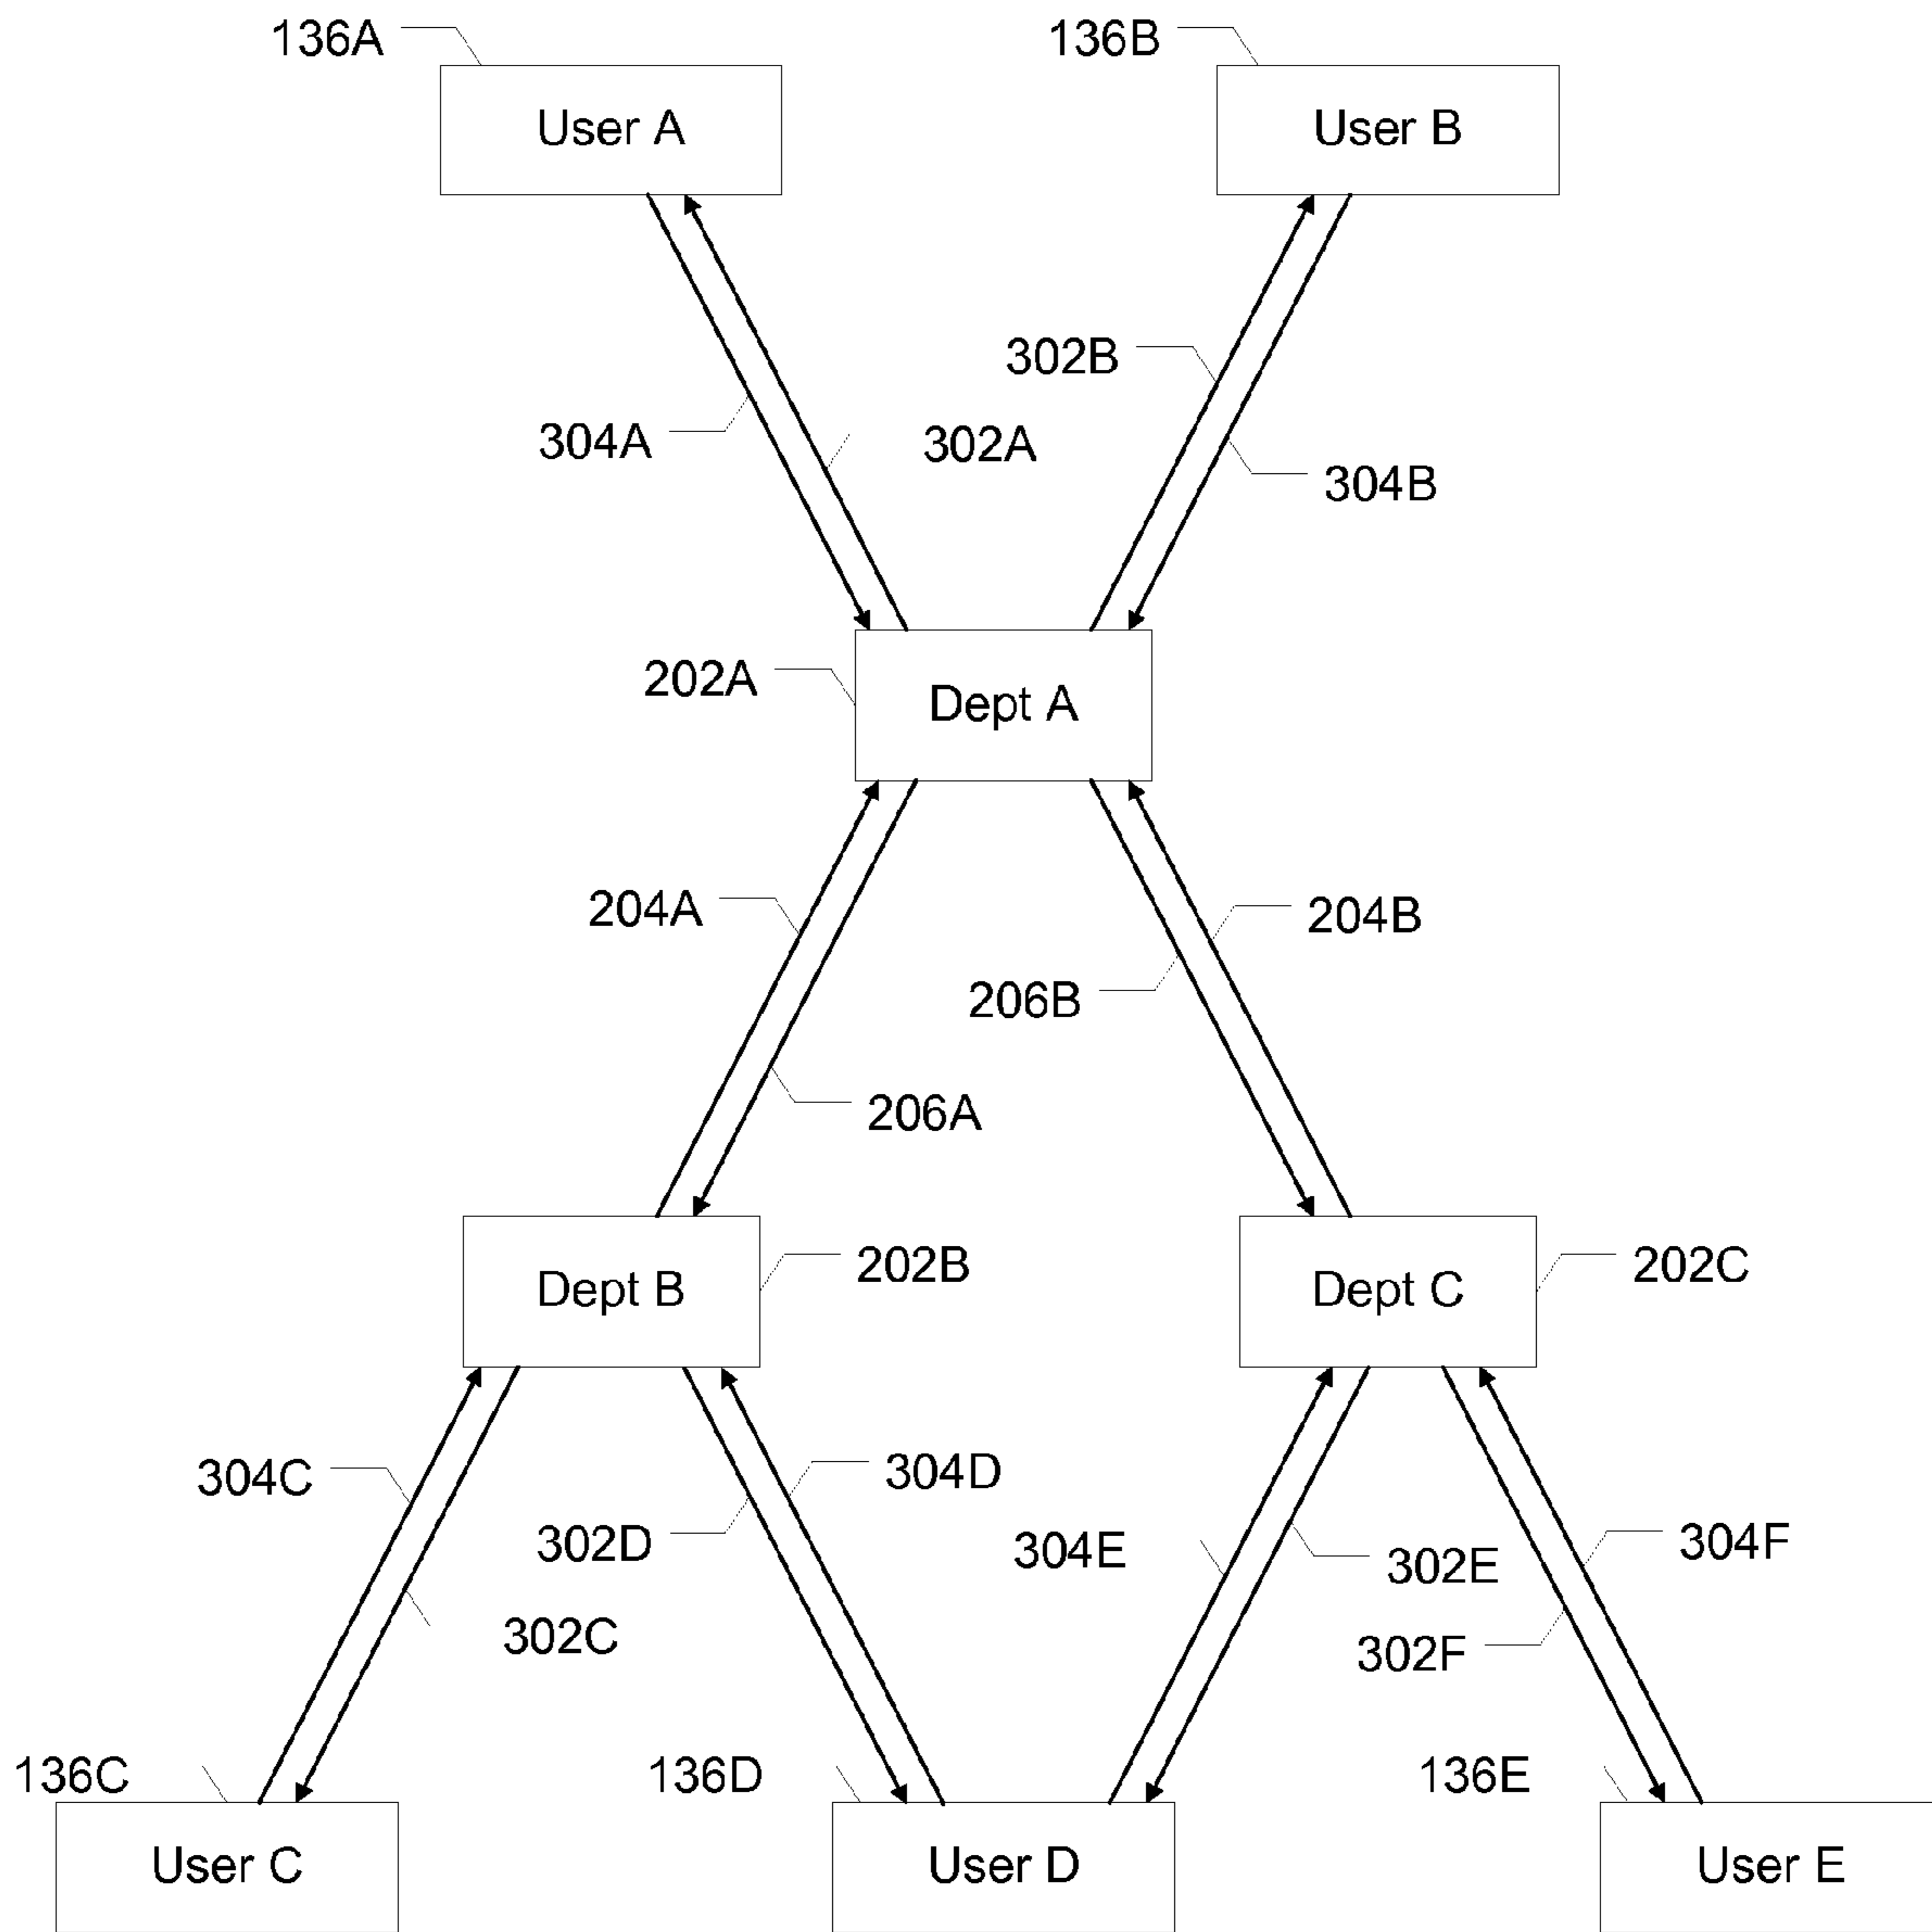 136A
136B
User A
User B
302B
304A
302A
304B
202A
Dept A
204A
204B
206B
206A
Dept B
202B
Dept C
202C
304C
304D
302D
304E
302E
304F
302C
302F
136C
136D
136E
User C
User D
User E